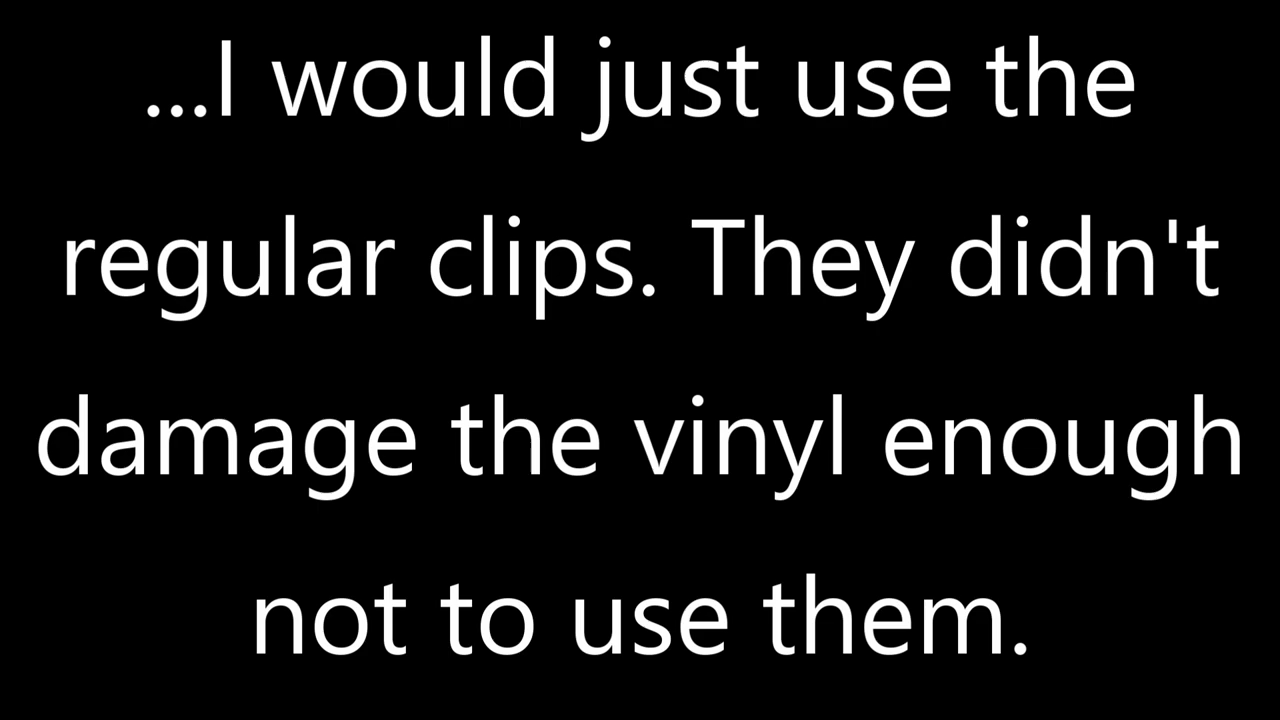 ...I would just use the
regular clips. They didn't
damage the vinyl enough
not to use them.